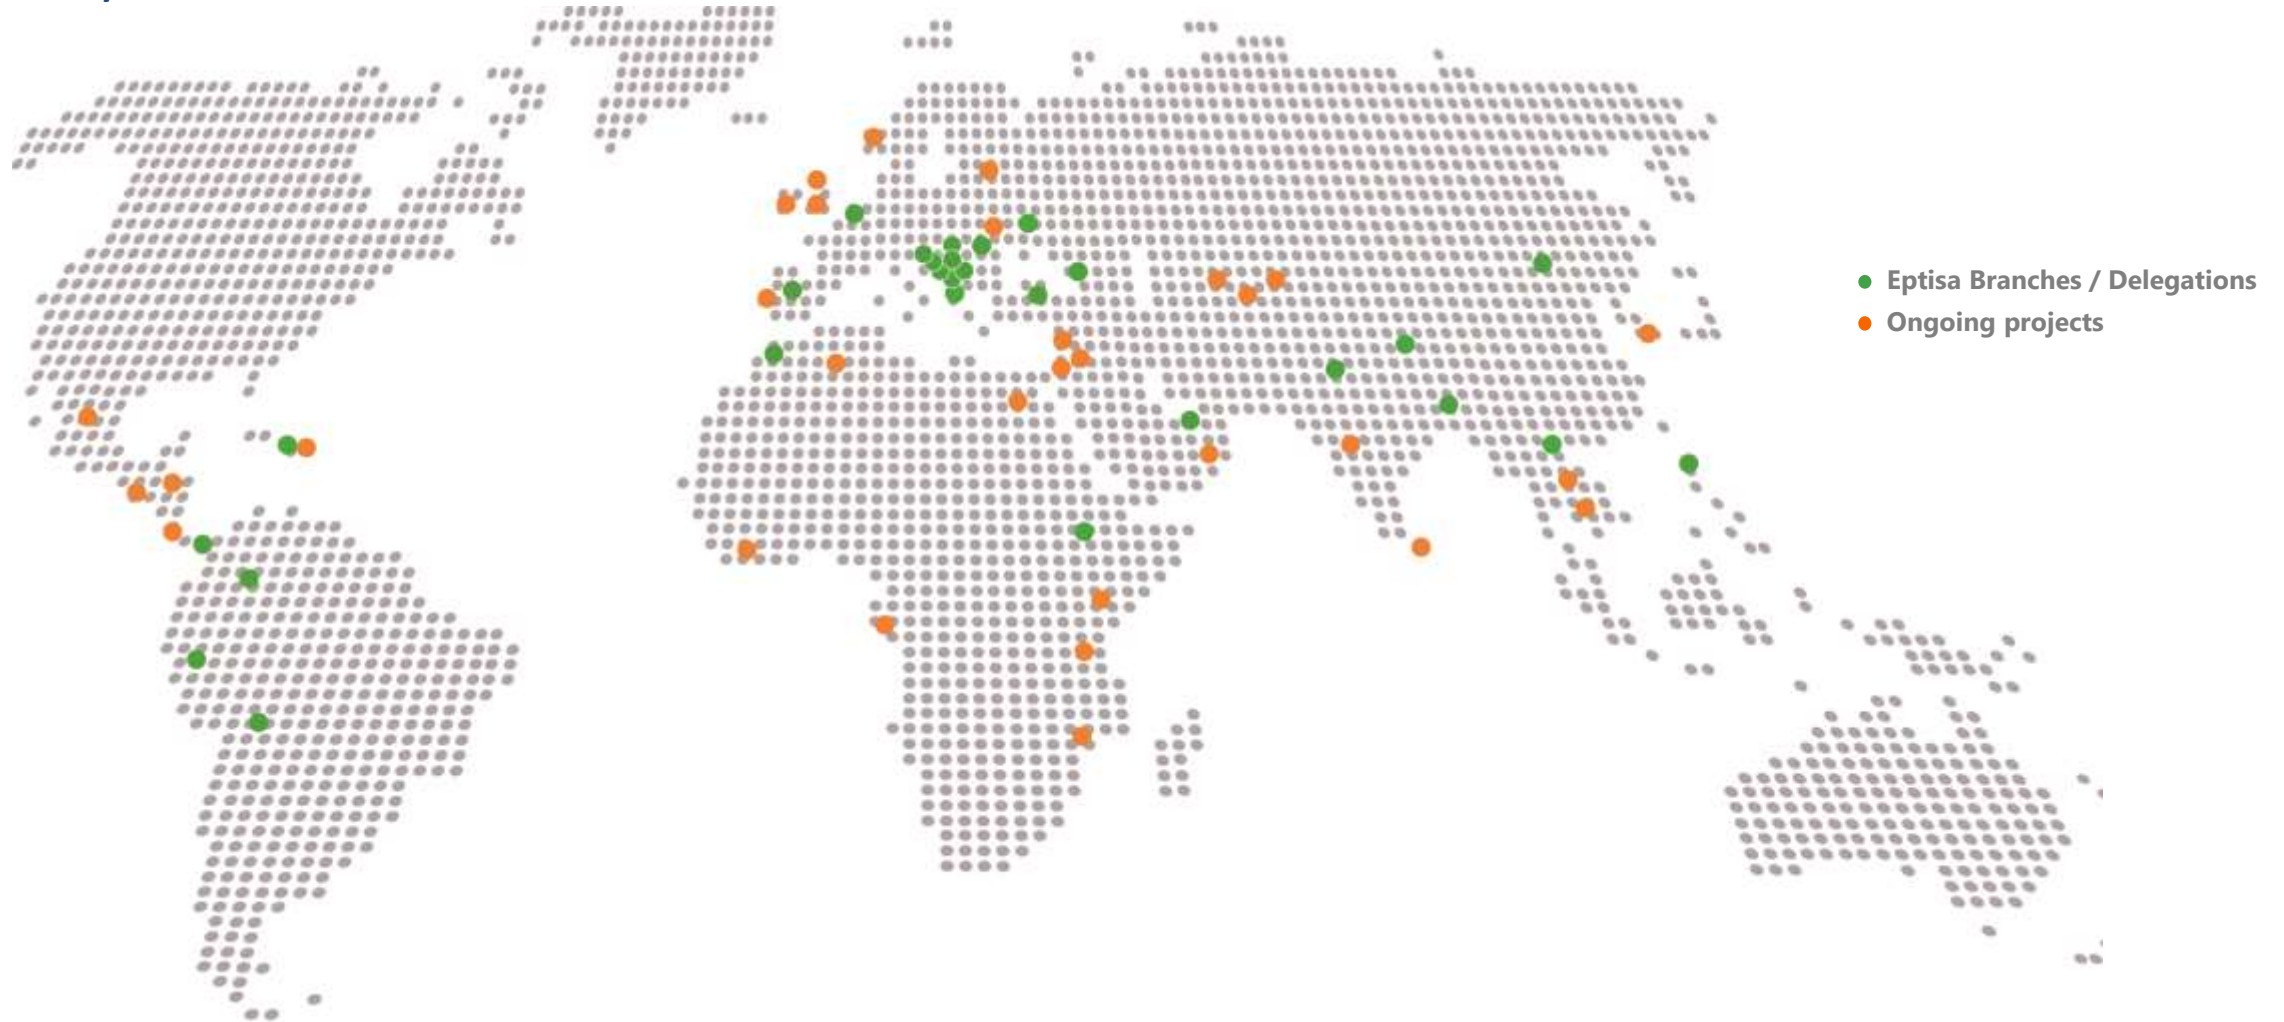 Eptisa Branches / Delegations
Ongoing projects